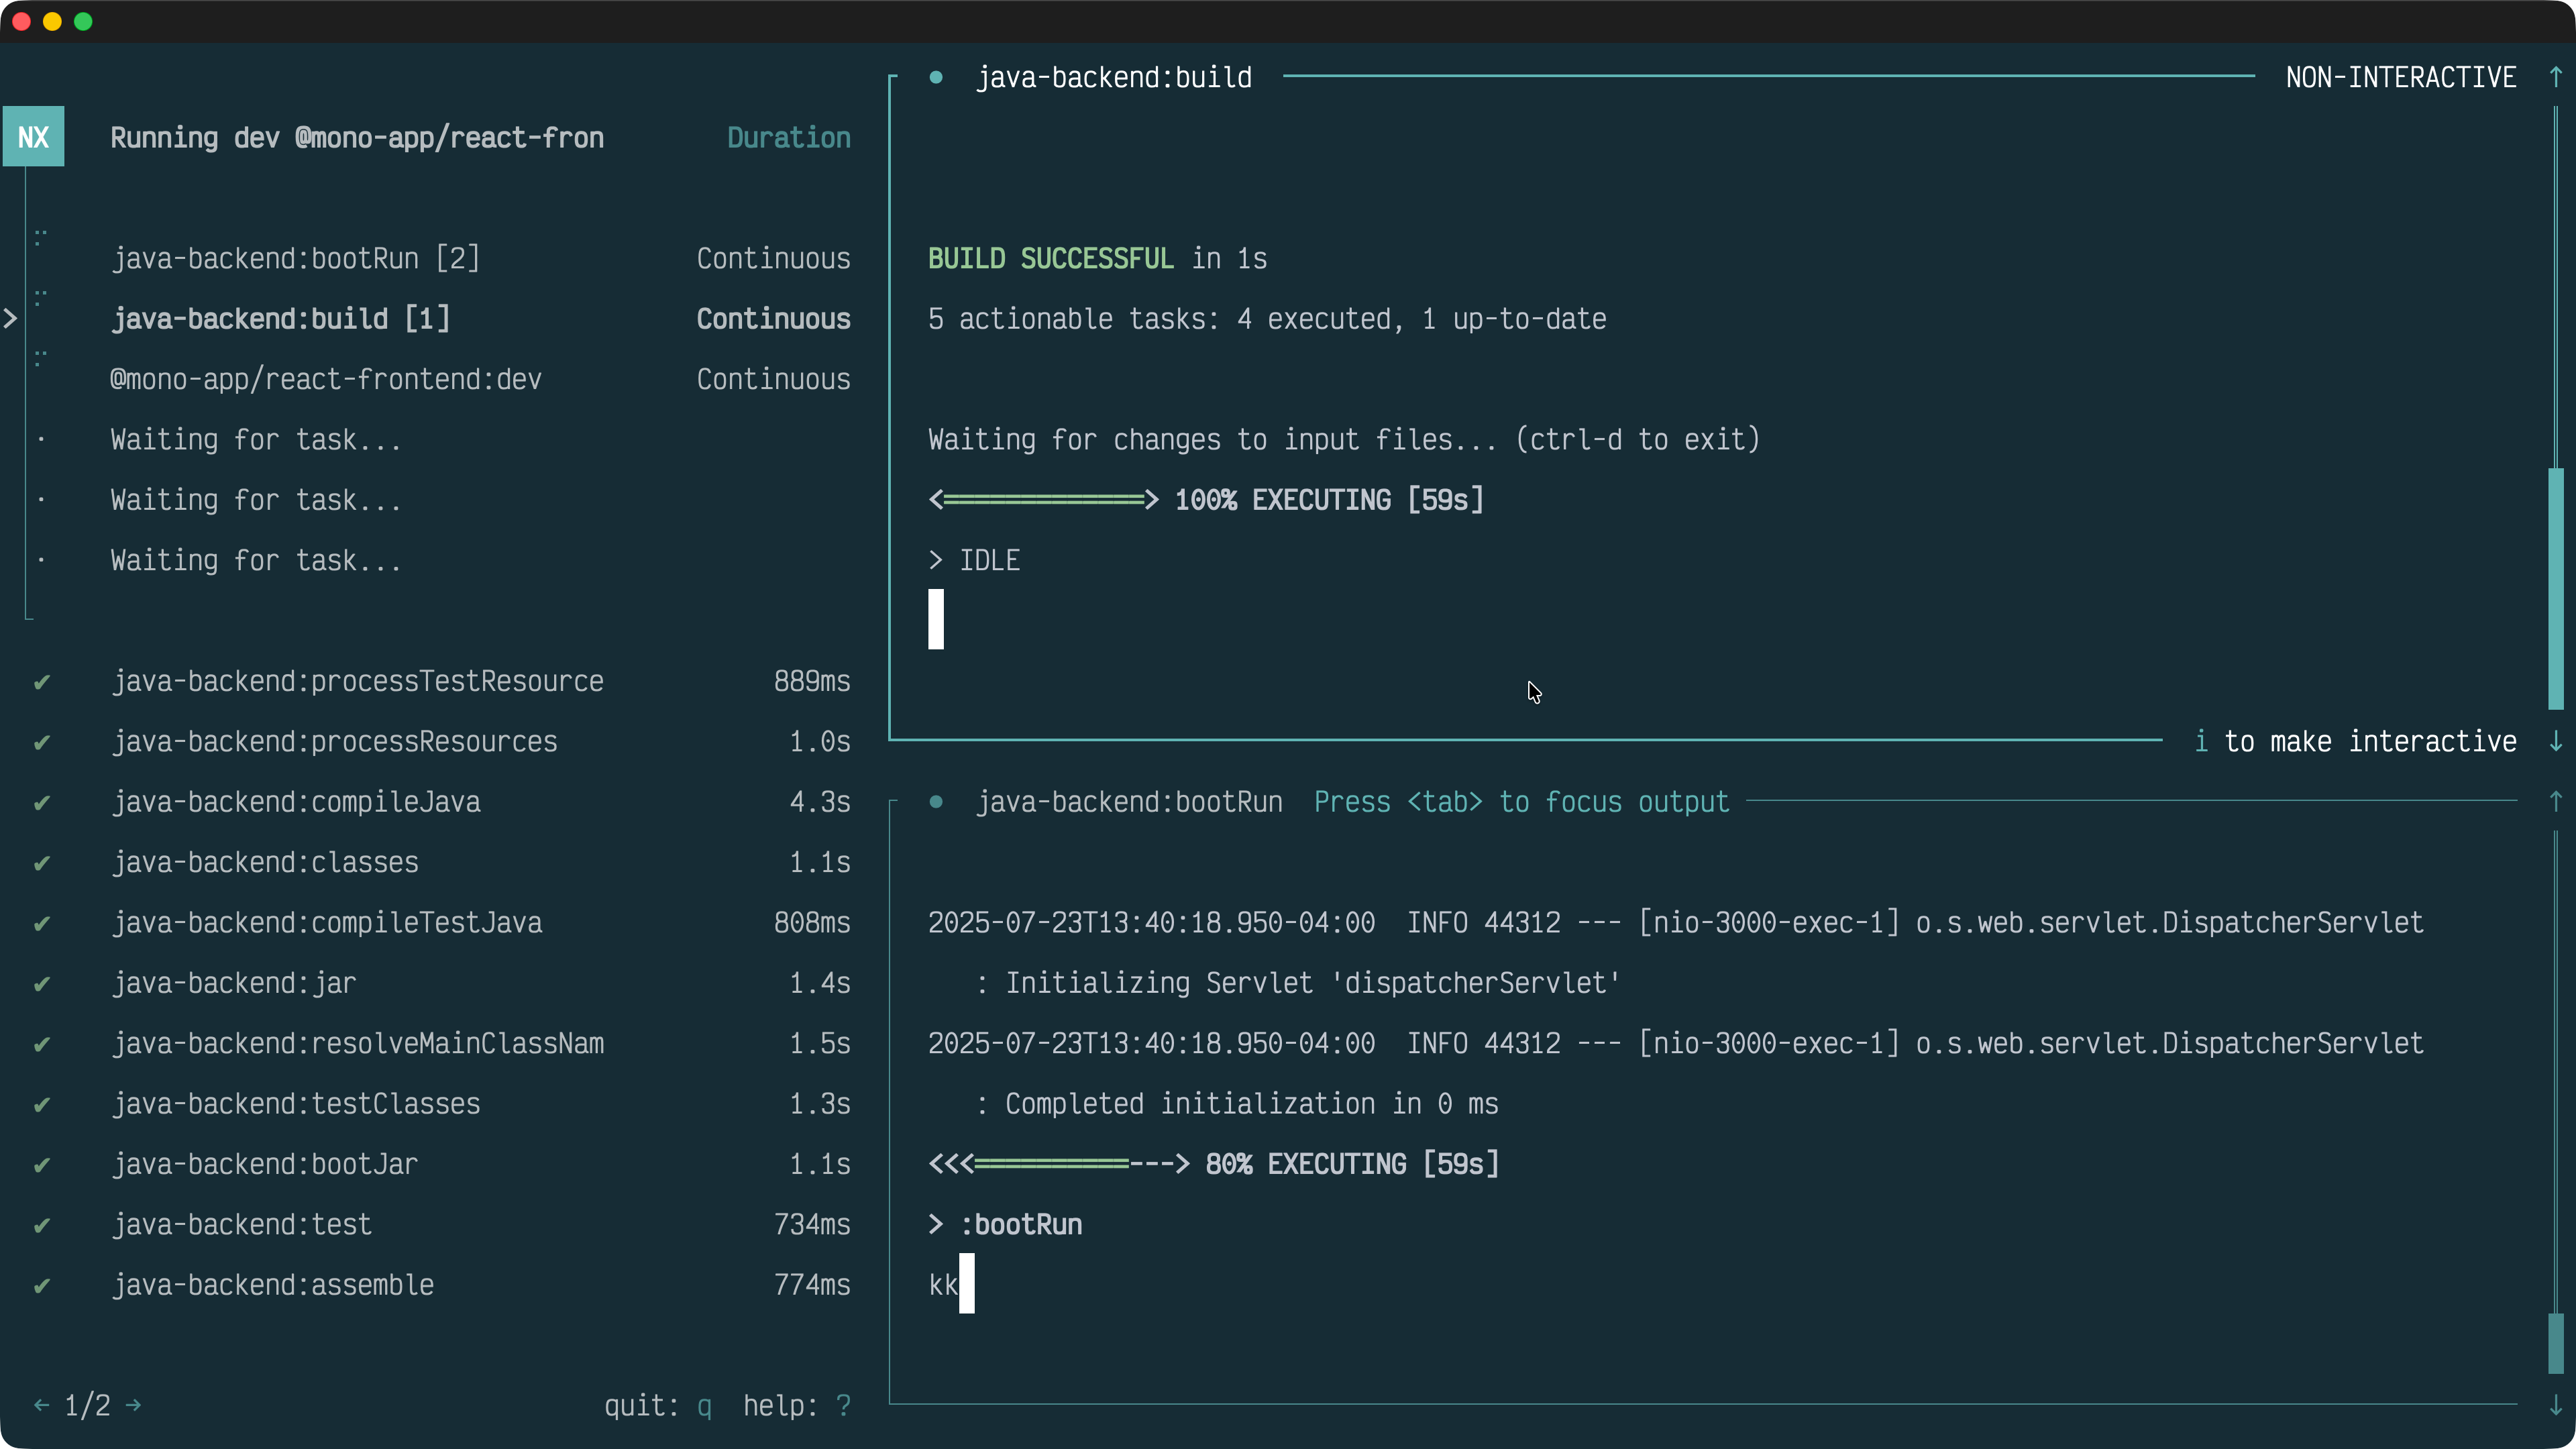 NX Running dev @mono-app/react-fron Duration
java-backend:bootRun [2] Continuous
> java-backend:build [1] Continuous
@mono-app/react-frontend:dev Continuous
· Waiting for task...
· Waiting for task...
· Waiting for task...
✔ java-backend:processTestResource 889ms
✔ java-backend:processResources 1.0s
✔ java-backend:compileJava 4.3s
✔ java-backend:classes 1.1s
✔ java-backend:compileTestJava 808ms
✔ java-backend:jar 1.4s
✔ java-backend:resolveMainClassNam 1.5s
✔ java-backend:testClasses 1.3s
✔ java-backend:bootJar 1.1s
✔ java-backend:test 734ms
✔ java-backend:assemble 774ms
← 1/2 → quit: q help: ?
• java-backend:build NON-INTERACTIVE ↑
BUILD SUCCESSFUL in 1s
5 actionable tasks: 4 executed, 1 up-to-date
Waiting for changes to input files... (ctrl-d to exit)
<=============> 100% EXECUTING [59s]
> IDLE
i to make interactive ↓
• java-backend:bootRun Press <tab> to focus output ↑
2025-07-23T13:40:18.950-04:00  INFO 44312 --- [nio-3000-exec-1] o.s.web.servlet.DispatcherServlet
: Initializing Servlet 'dispatcherServlet'
2025-07-23T13:40:18.950-04:00  INFO 44312 --- [nio-3000-exec-1] o.s.web.servlet.DispatcherServlet
: Completed initialization in 0 ms
<<<==========---> 80% EXECUTING [59s]
> :bootRun
kk
↓